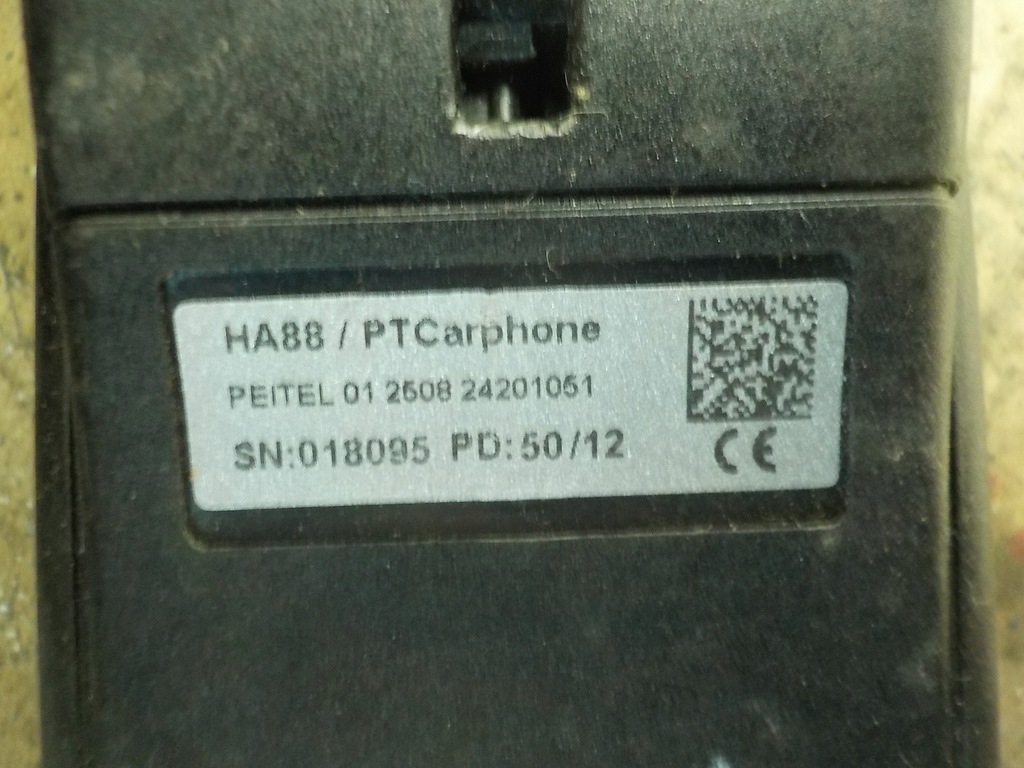 HA88 / PTCarphone
PEITEL 01 2508 24201051
SN:018095 PD:50/12
CE